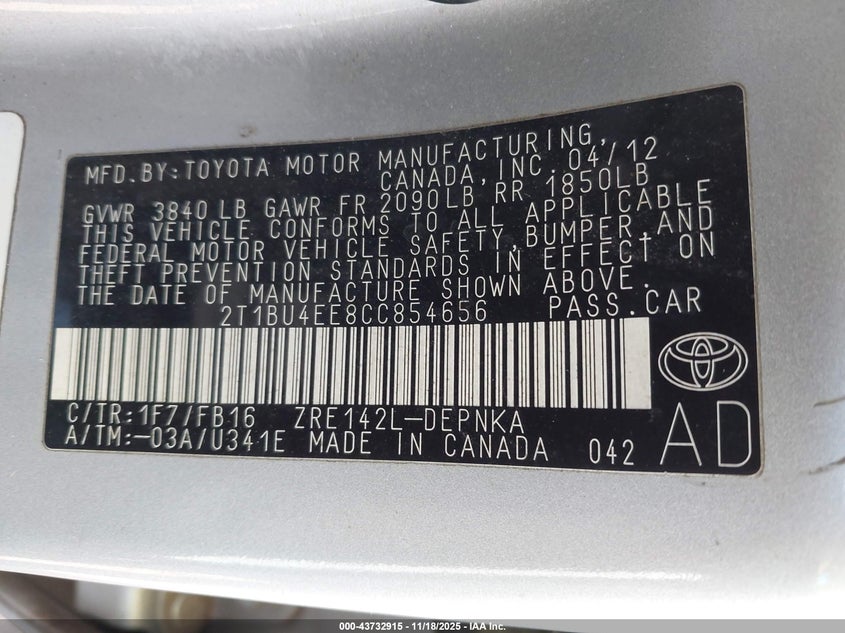 MFD.BY:TOYOTA MOTOR MANUFACTURING,
CANADA,INC.04/12
GVWR 3840 LB GAWR FR 2090LB RR 1850LB
THIS VEHICLE CONFORMS TO ALL APPLICABLE
FEDERAL MOTOR VEHICLE SAFETY,BUMPER,AND
THEFT PREVENTION STANDARDS IN EFFECT ON
THE DATE OF MANUFACTURE SHOWN ABOVE.
2T1BU4EE8CC854656 PASS.CAR
C/TR:1F7/FB16 ZRE142L-DEPNKA
A/TM:-03A/U341E MADE IN CANADA 042 AD
000-43732915 - 11/18/2025 - IAA Inc.